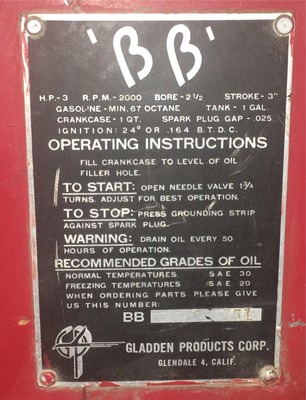 'BB'
H.P.-3 R.P.M.-2000 BORE-2 1/2 STROKE-3"
GASOLINE-MIN. 67 OCTANE TANK-1 GAL.
CRANKCASE-1 QT. SPARK PLUG GAP-.025
IGNITION: 24° OR .164 B.T.D.C.
OPERATING INSTRUCTIONS
FILL CRANKCASE TO LEVEL OF OIL
FILLER HOLE.
TO START: OPEN NEEDLE VALVE 1 3/4
TURNS. ADJUST FOR BEST OPERATION.
TO STOP: PRESS GROUNDING STRIP
AGAINST SPARK PLUG.
WARNING: DRAIN OIL EVERY 50
HOURS OF OPERATION.
RECOMMENDED GRADES OF OIL
NORMAL TEMPERATURES SAE 30
FREEZING TEMPERATURES SAE 20
WHEN ORDERING PARTS PLEASE GIVE
US THIS NUMBER:
BB
GLADDEN PRODUCTS CORP.
GLENDALE 4, CALIF.